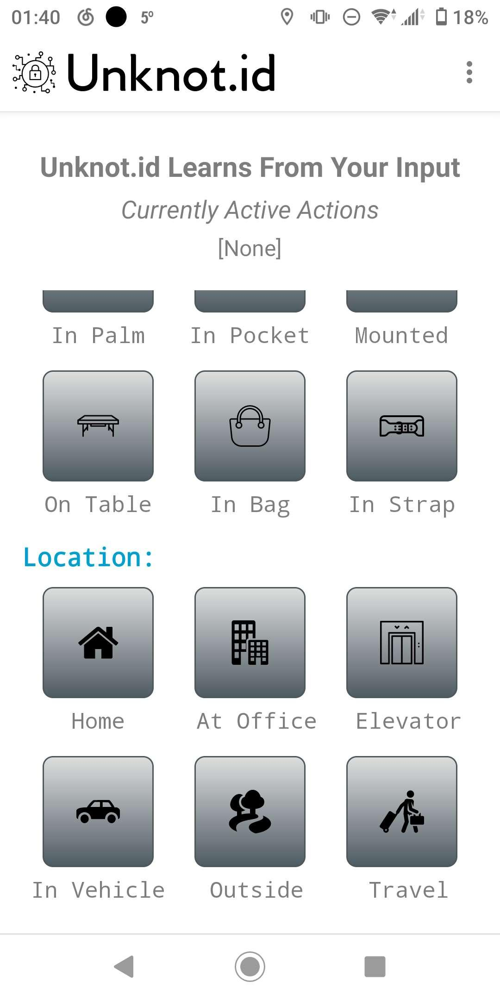 01:40 5º 18%
Unknot.id
Unknot.id Learns From Your Input
Currently Active Actions
[None]
In Palm In Pocket Mounted
On Table In Bag In Strap
Location:
Home At Office Elevator
In Vehicle Outside Travel